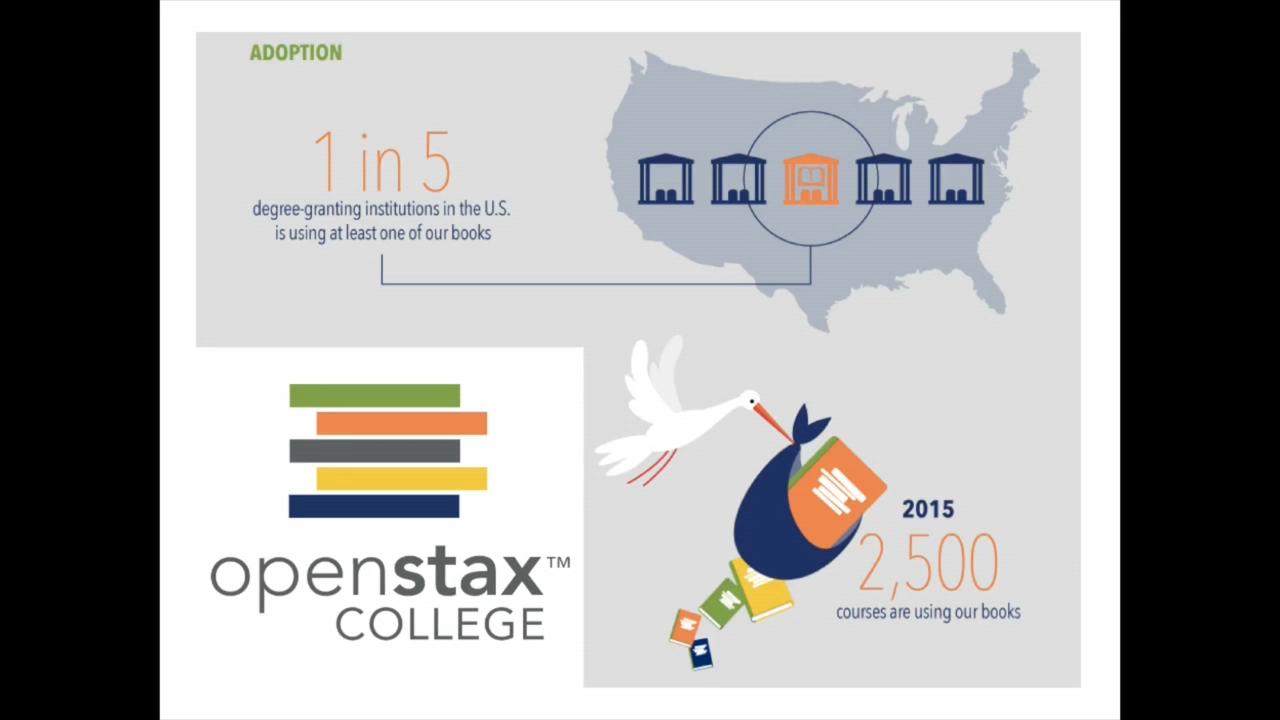 ADOPTION
1 in 5
degree-granting institutions in the U.S.
is using at least one of our books
openstax™
COLLEGE
2015
2,500
courses are using our books